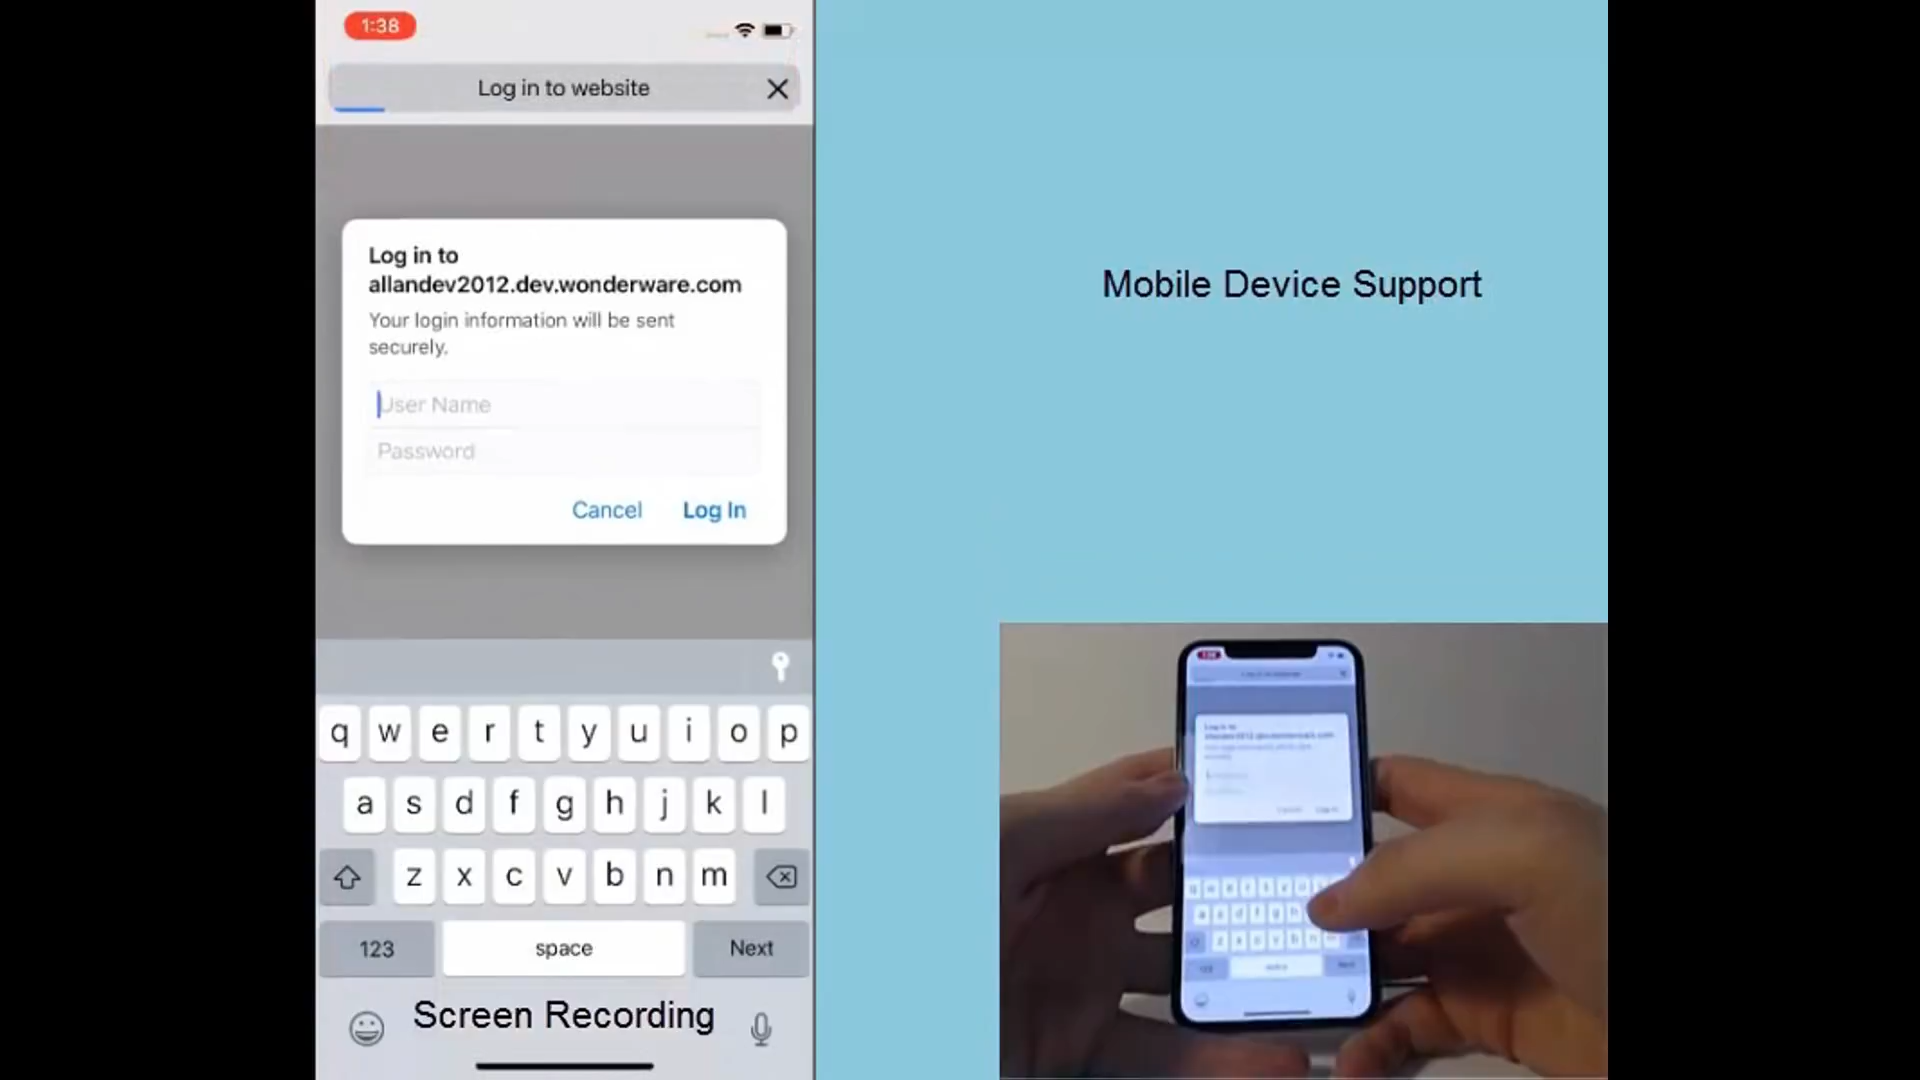 1:38
Log in to website
Log in to
allandev2012.dev.wonderware.com
Your login information will be sent
securely.
User Name
Password
Cancel Log In
q w e r t y u i o p
a s d f g h j k l
z x c v b n m
123 space Next
Screen Recording
Mobile Device Support